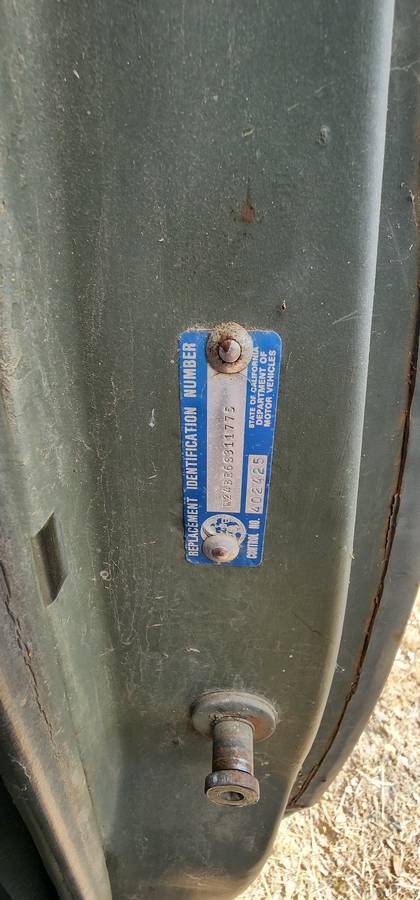 REPLACEMENT IDENTIFICATION NUMBER
STATE OF CALIFORNIA
DEPARTMENT OF
MOTOR VEHICLES
CONTROL NO. 402425